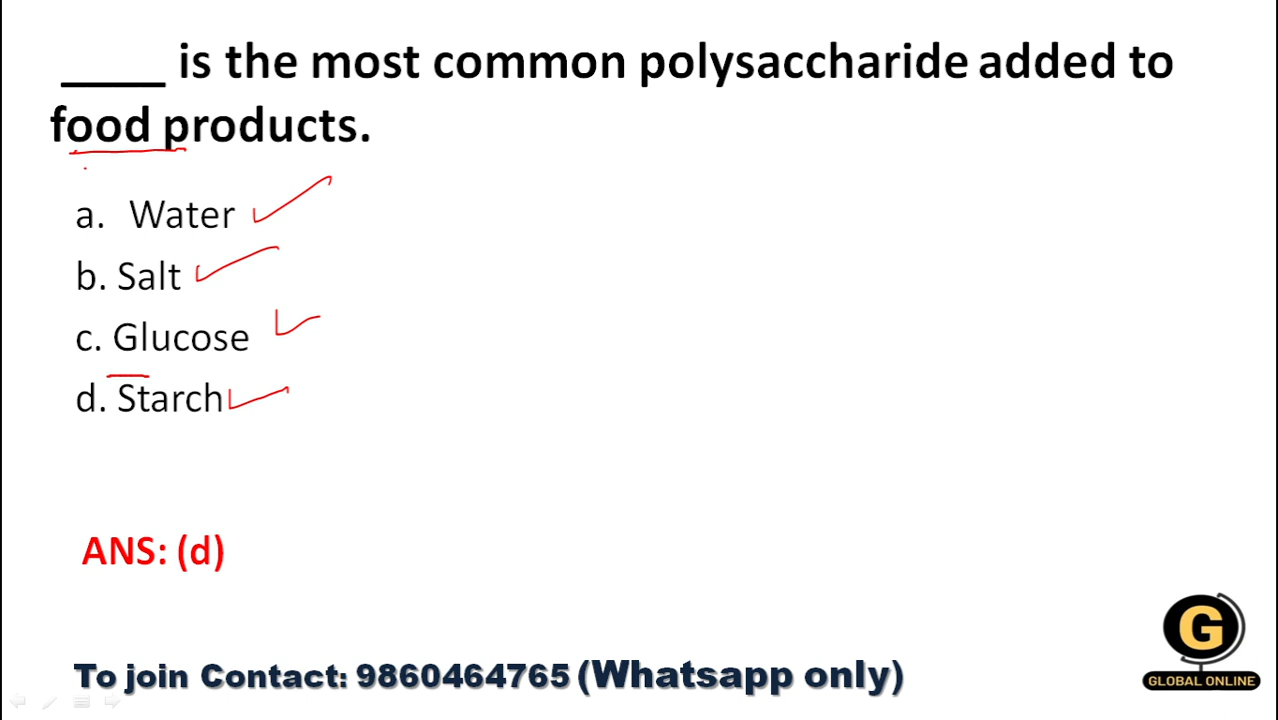 ____ is the most common polysaccharide added to
food products.
a. Water
b. Salt
c. Glucose
d. Starch
ANS: (d)
To join Contact: 9860464765 (Whatsapp only)
G
GLOBAL ONLINE